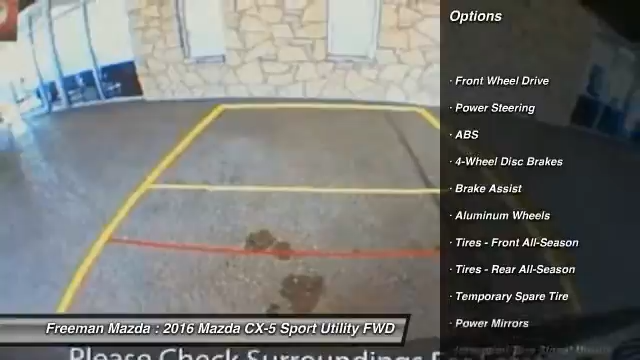 Options
· Front Wheel Drive
· Power Steering
· ABS
· 4-Wheel Disc Brakes
· Brake Assist
· Aluminum Wheels
· Tires - Front All-Season
· Tires - Rear All-Season
· Temporary Spare Tire
· Power Mirrors
Freeman Mazda : 2016 Mazda CX-5 Sport Utility FWD
Please Check Surroundings